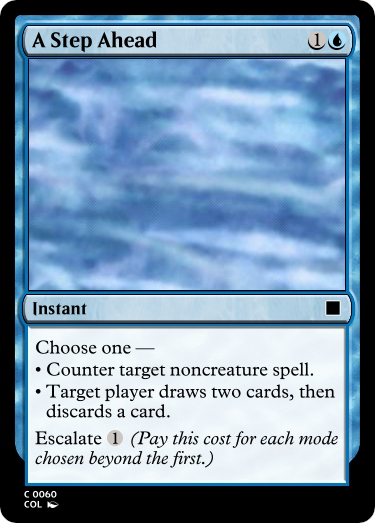 A Step Ahead 1
Instant
Choose one —
• Counter target noncreature spell.
• Target player draws two cards, then
discards a card.
Escalate 1 (Pay this cost for each mode
chosen beyond the first.)
C 0060
COL